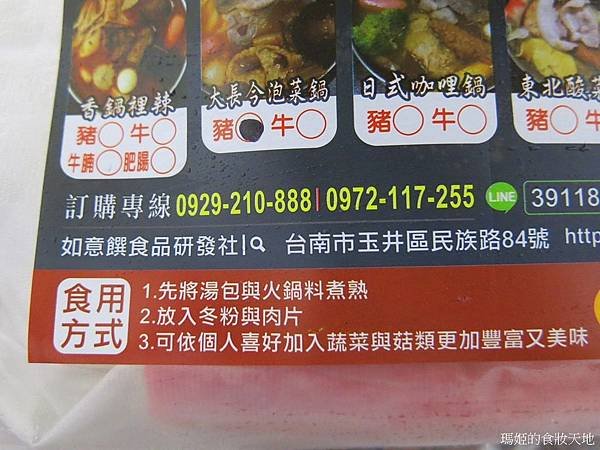 香鍋裡辣
大長今泡菜鍋
日式咖哩鍋
東北酸菜
豬 牛
牛腩 肥腸
豬 牛
豬 牛
豬 牛
訂購專線 0929-210-888 | 0972-117-255 LINE 39118
如意饌食品研發社 | 台南市玉井區民族路84號 http
食用方式
1.先將湯包與火鍋料煮熟
2.放入冬粉與肉片
3.可依個人喜好加入蔬菜與菇類更加豐富又美味
瑪姬的食妝天地